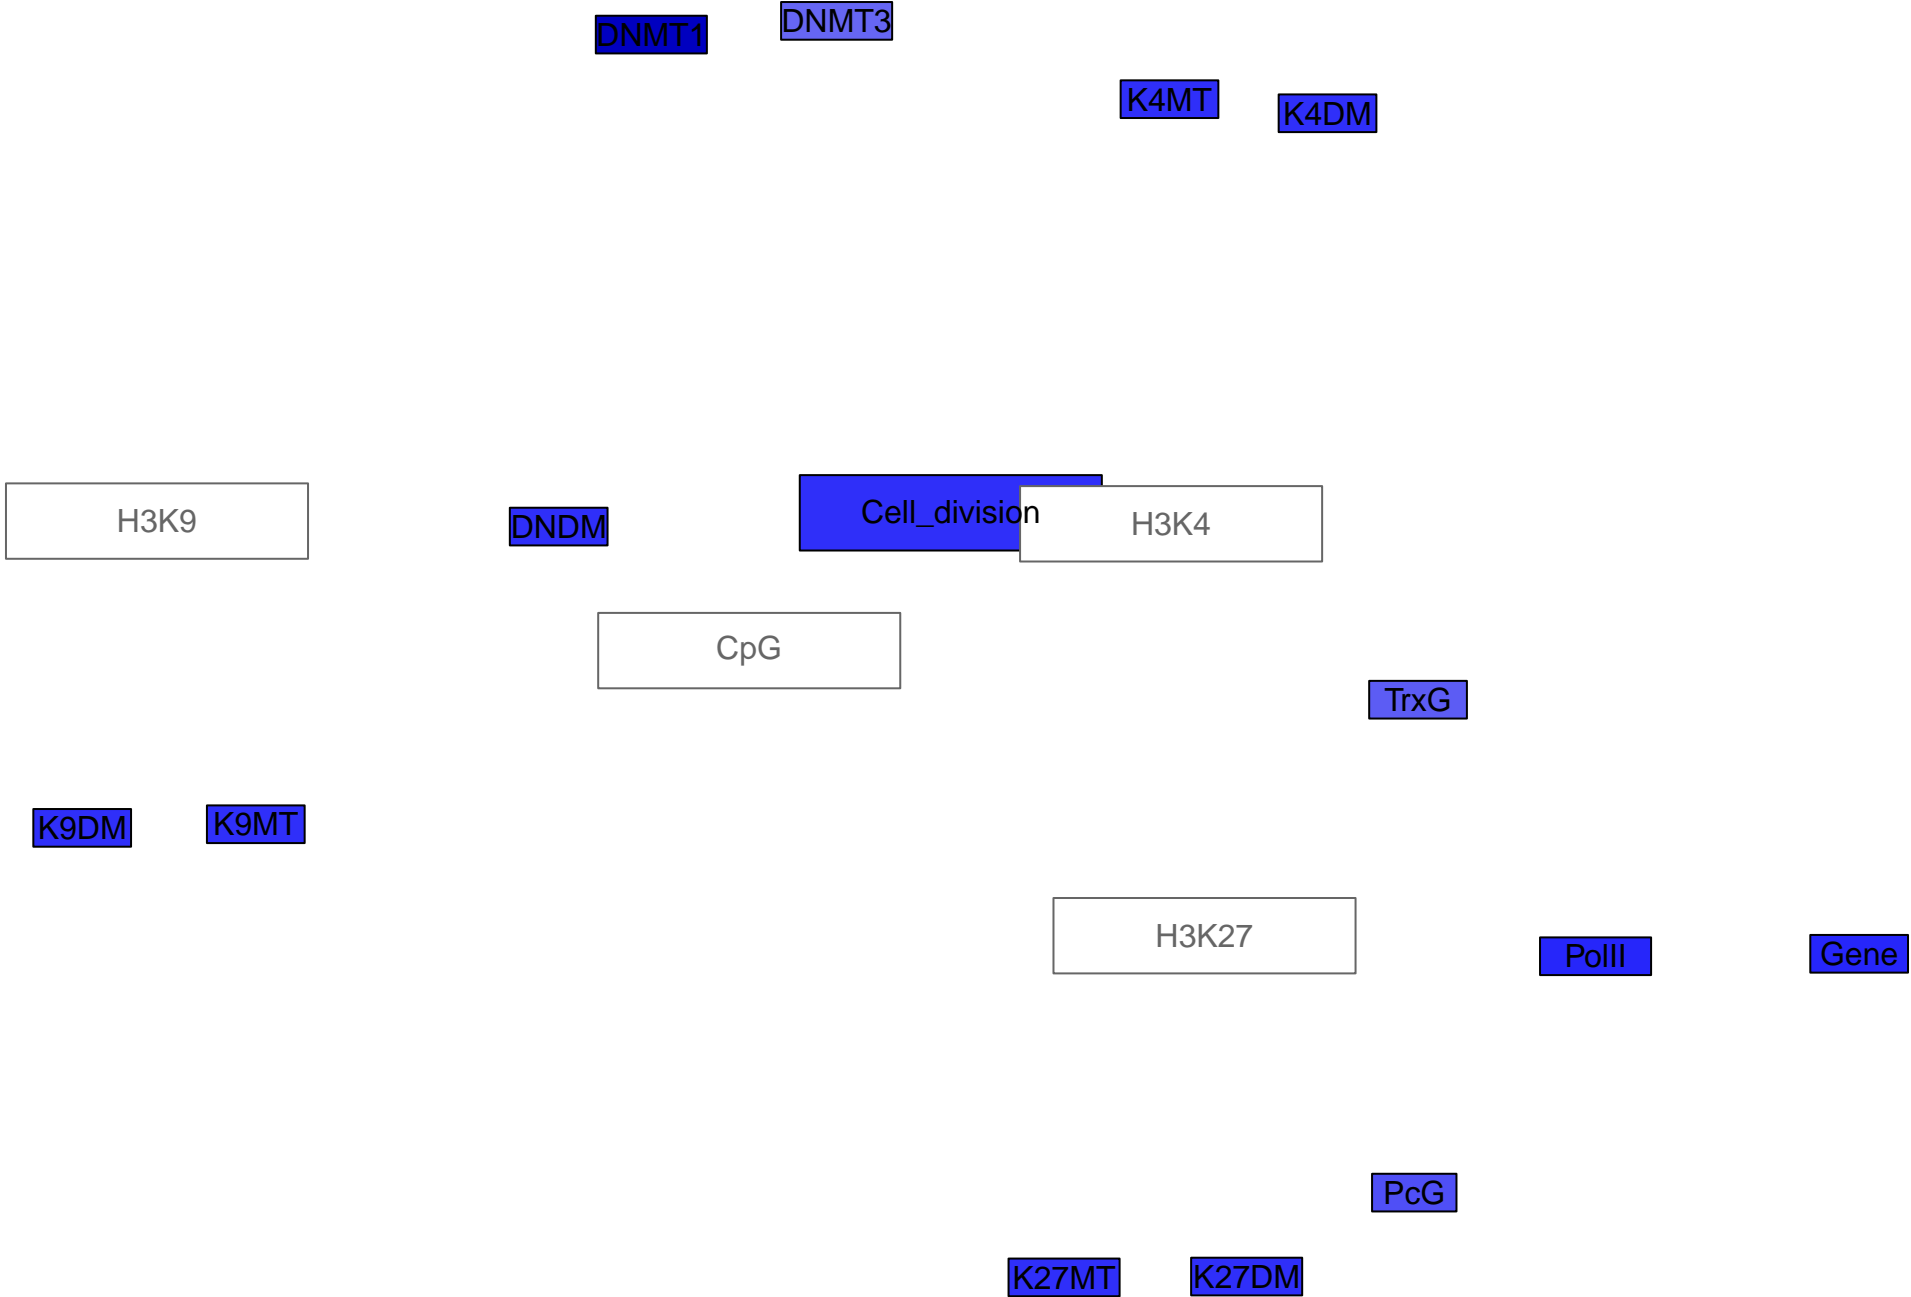 DNMT1
DNMT3
K4MT
K4DM
H3K9
DNDM
Cell_division
H3K4
CpG
TrxG
K9DM
K9MT
H3K27
PolII
Gene
PcG
K27MT
K27DM